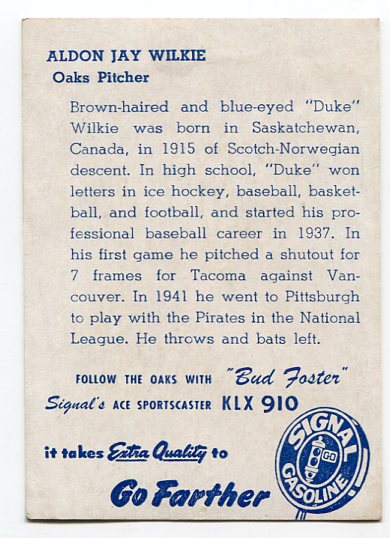 ALDON JAY WILKIE
Oaks Pitcher
Brown-haired and blue-eyed "Duke"
Wilkie was born in Saskatchewan,
Canada, in 1915 of Scotch-Norwegian
descent. In high school, "Duke" won
letters in ice hockey, baseball, basket-
ball, and football, and started his pro-
fessional baseball career in 1937. In
his first game he pitched a shutout for
7 frames for Tacoma against Van-
couver. In 1941 he went to Pittsburgh
to play with the Pirates in the National
League. He throws and bats left.
FOLLOW THE OAKS WITH "Bud Foster"
Signal's ACE SPORTSCASTER KLX 910
it takes Extra Quality to
Go Farther
SIGNAL
GO
GASOLINE